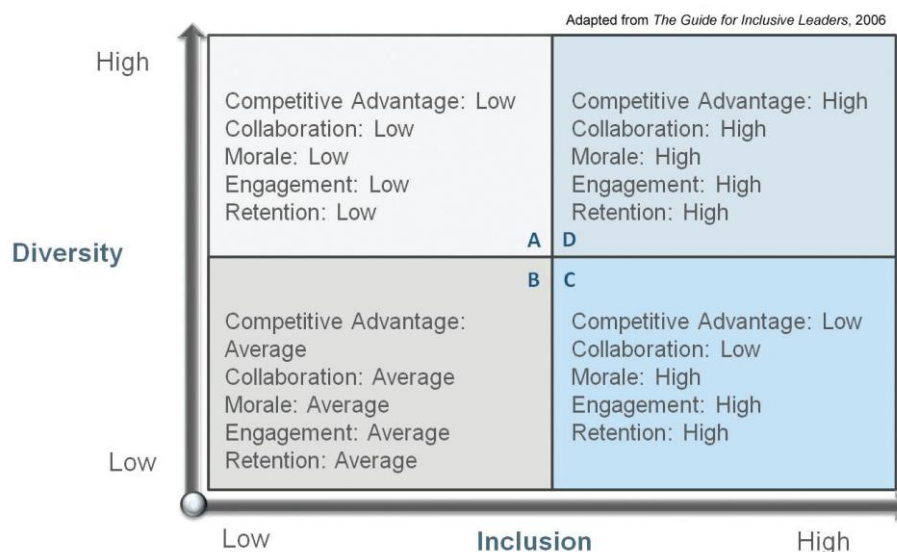 Adapted from The Guide for Inclusive Leaders, 2006
High
Competitive Advantage: Low
Collaboration: Low
Morale: Low
Engagement: Low
Retention: Low
A
Competitive Advantage: High
Collaboration: High
Morale: High
Engagement: High
Retention: High
D
Diversity
B
Competitive Advantage:
Average
Collaboration: Average
Morale: Average
Engagement: Average
Retention: Average
C
Competitive Advantage: Low
Collaboration: Low
Morale: High
Engagement: High
Retention: High
Low
Low
Inclusion
High